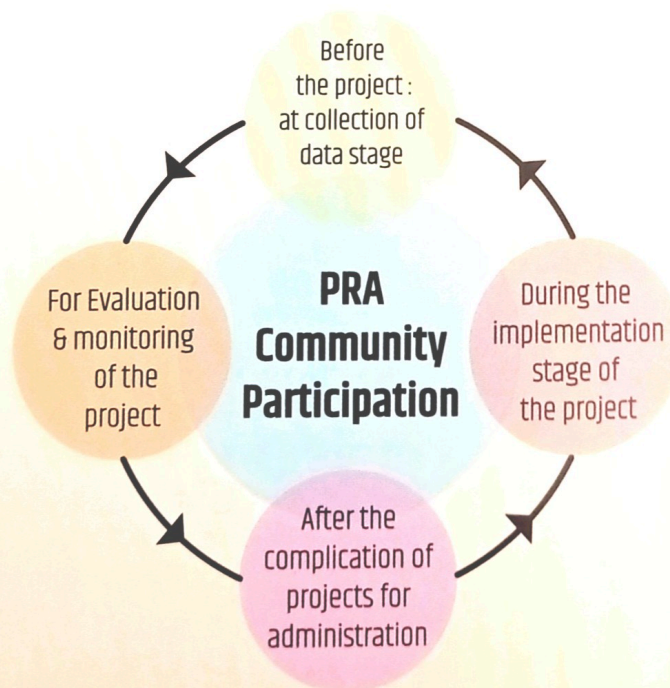 Before
the project :
at collection of
data stage
For Evaluation
& monitoring
of the
project
PRA
Community
Participation
During the
implementation
stage of
the project
After the
complication of
projects for
administration